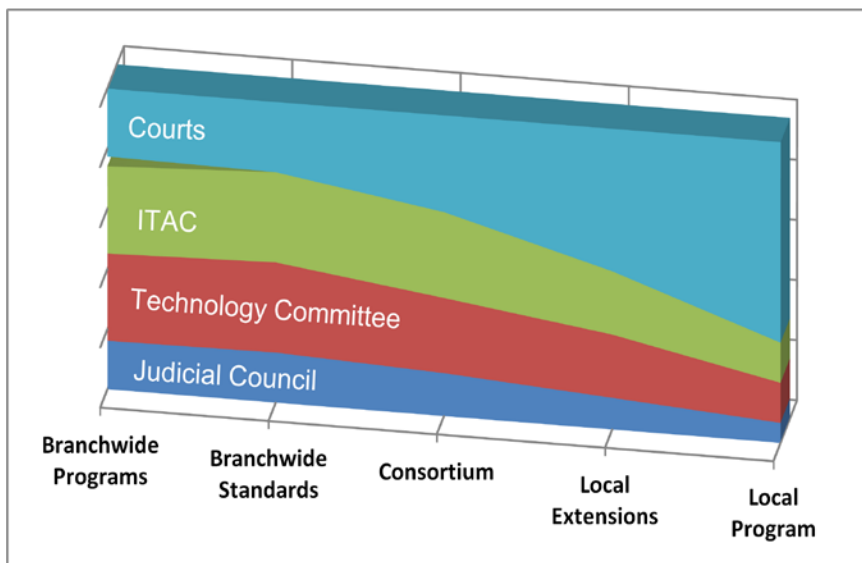 Courts
ITAC
Technology Committee
Judicial Council
Branchwide
Programs
Branchwide
Standards
Consortium
Local
Extensions
Local
Program